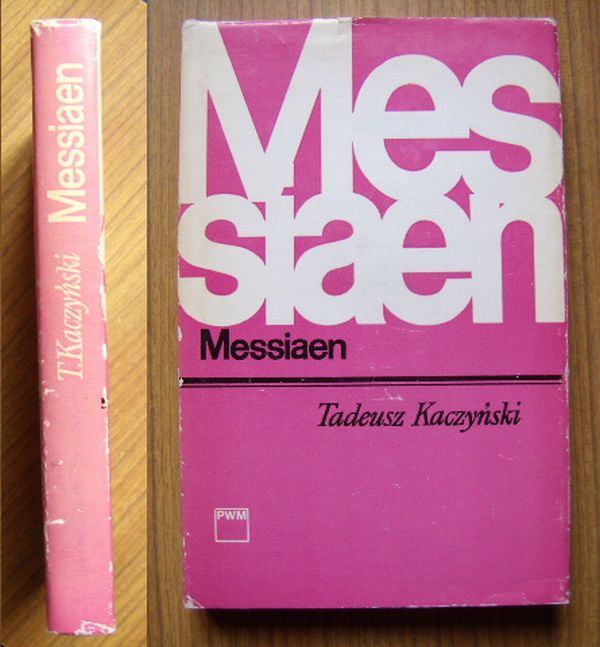 T. Kaczyński Messiaen
Mes
siaen
Messiaen
Tadeusz Kaczyński
PWM